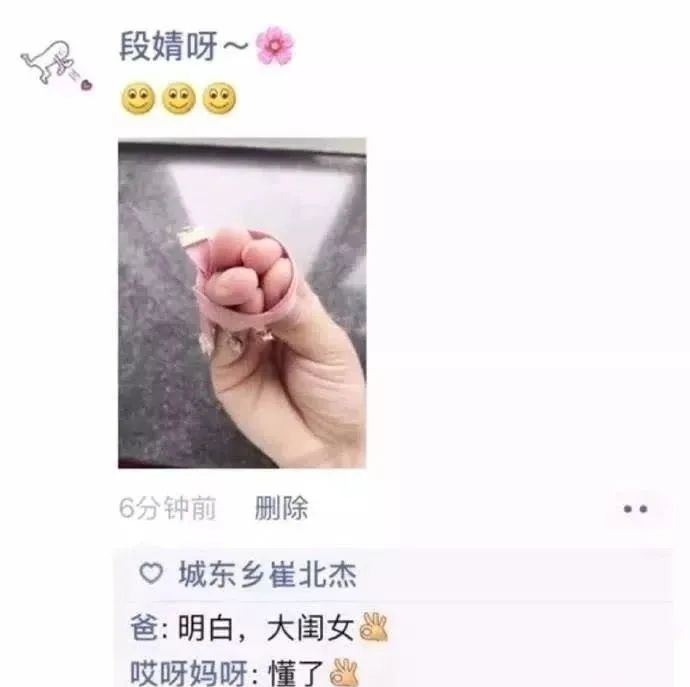 段婧呀～🌸
🙂🙂🙂
6分钟前 删除
城东乡崔北杰
爸: 明白，大闺女👌
哎呀妈呀: 懂了👌